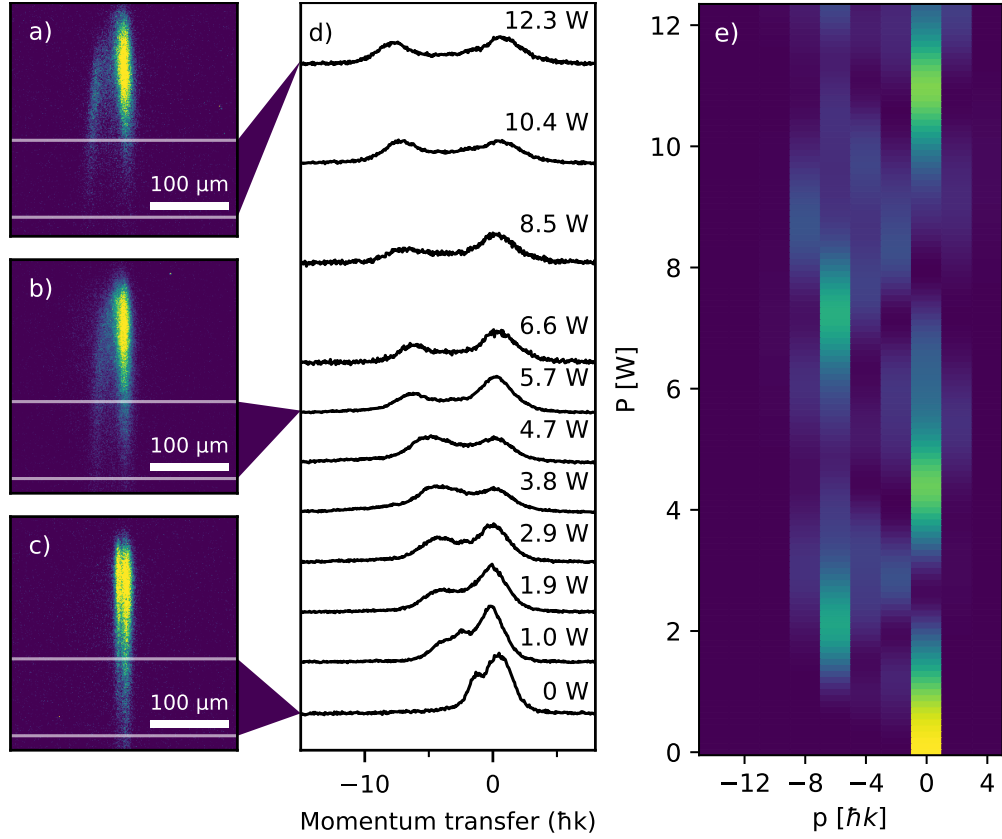 a)
100 µm
b)
100 µm
c)
100 µm
d)
12.3 W
10.4 W
8.5 W
6.6 W
5.7 W
4.7 W
3.8 W
2.9 W
1.9 W
1.0 W
0 W
−10
0
Momentum transfer (ħk)
e)
12
10
8
6
4
2
0
P [W]
−12
−8
−4
0
4
p [ħk]